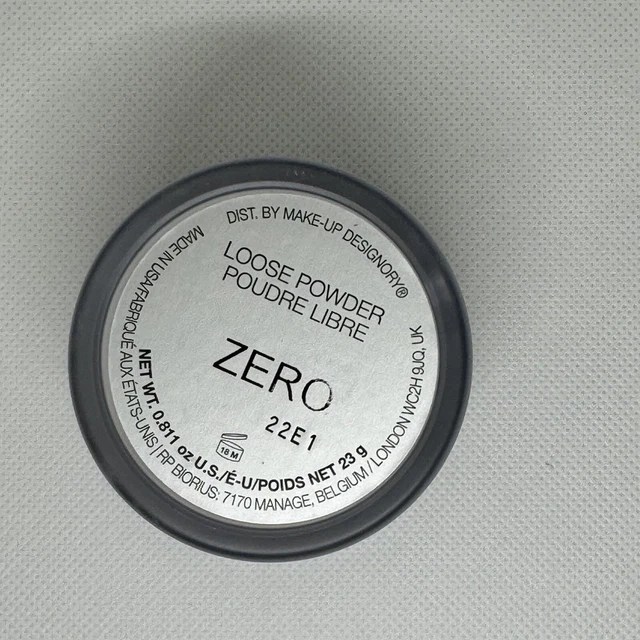 DIST. BY MAKE-UP DESIGNORY®
LOOSE POWDER
POUDRE LIBRE
ZERO
22E1
18 M
NET WT. 0.811 oz U.S./É-U/POIDS NET 23 g
MADE IN USA/FABRIQUÉ AUX ÉTATS-UNIS | RP BIORIUS: 7170 MANAGE, BELGIUM / LONDON WC2H 9JQ, UK